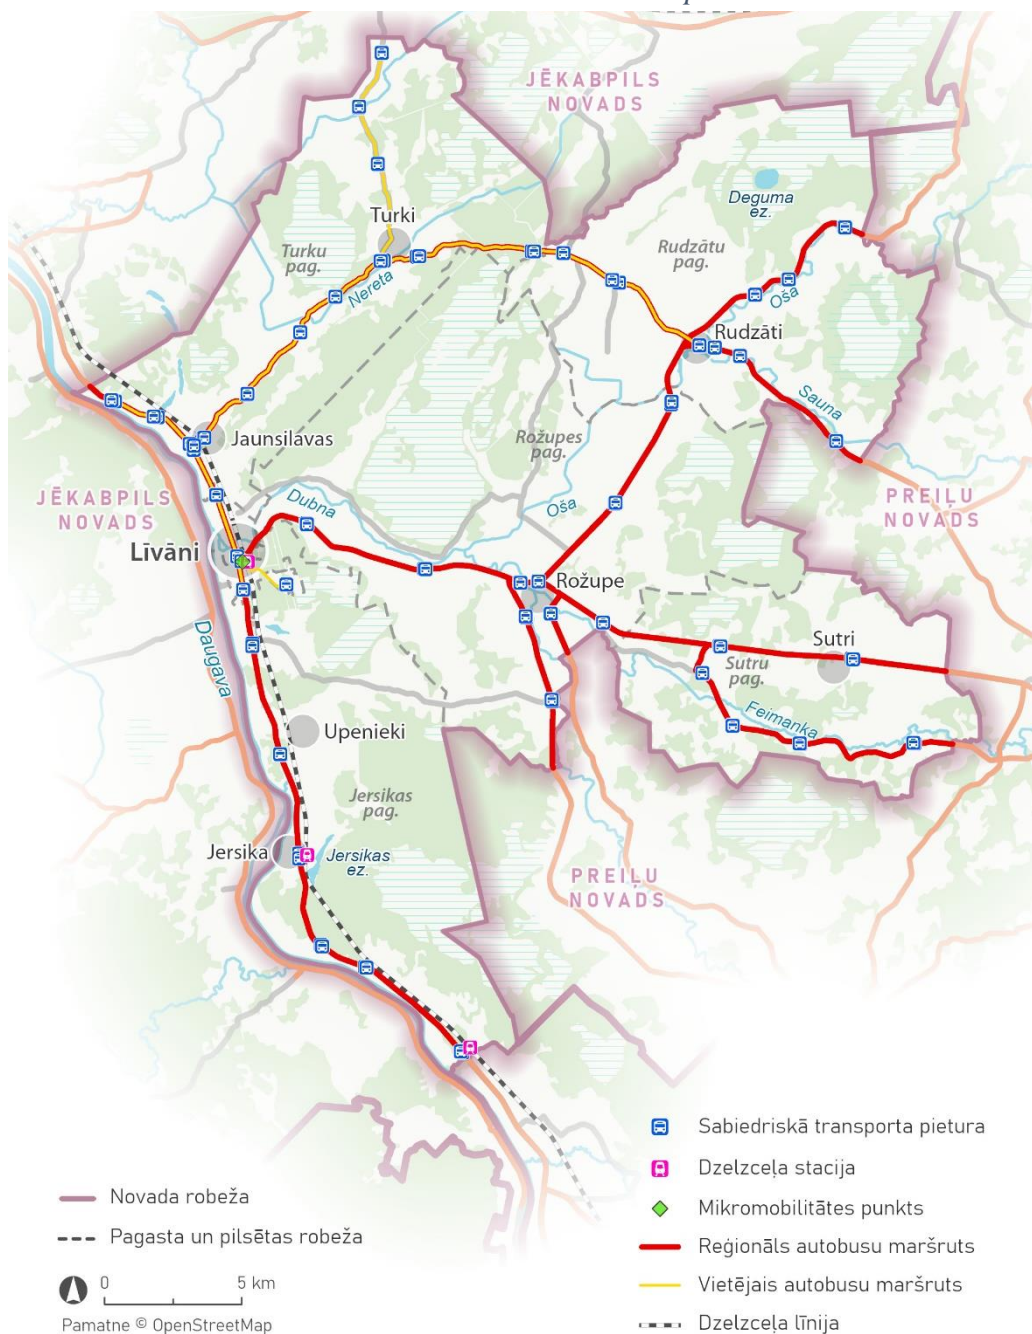 JĒKABPILS
NOVADS
Deguma
ez.
Turki
Turku
pag.
Rudzātu
pag.
Nereta
Oša
Rudzāti
Sauna
Jaunsilavas
Rožupes
pag.
JĒKABPILS
NOVADS
Dubna
Oša
PREIĻU
NOVADS
Līvāni
Rožupe
Daugava
Sutri
Sutru
pag.
Feimanka
Upenieki
Jersikas
pag.
Jersika
Jersikas
ez.
PREIĻU
NOVADS
Sabiedriskā transporta pietura
Dzelzceļa stacija
Mikromobilitātes punkts
Reģionāls autobusu maršruts
Vietējais autobusu maršruts
Dzelzceļa līnija
Novada robeža
Pagasta un pilsētas robeža
0 5 km
Pamatne © OpenStreetMap